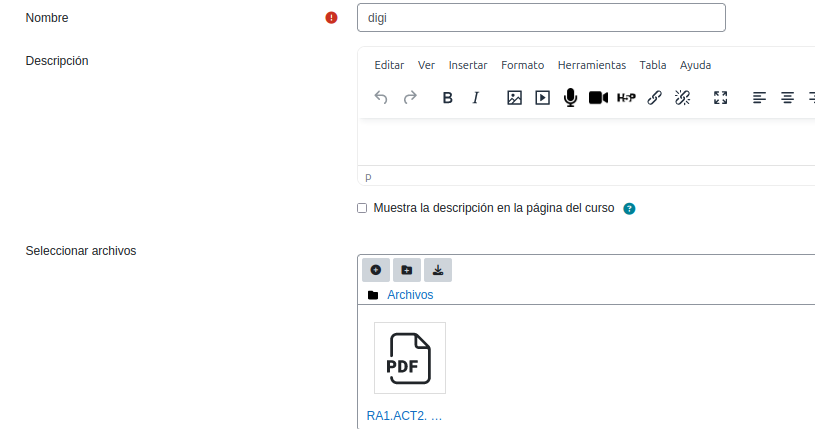 Nombre
digi
Descripción
Editar Ver Insertar Formato Herramientas Tabla Ayuda
B I H5P
p
Muestra la descripción en la página del curso
Seleccionar archivos
Archivos
PDF
RA1.ACT2. ...